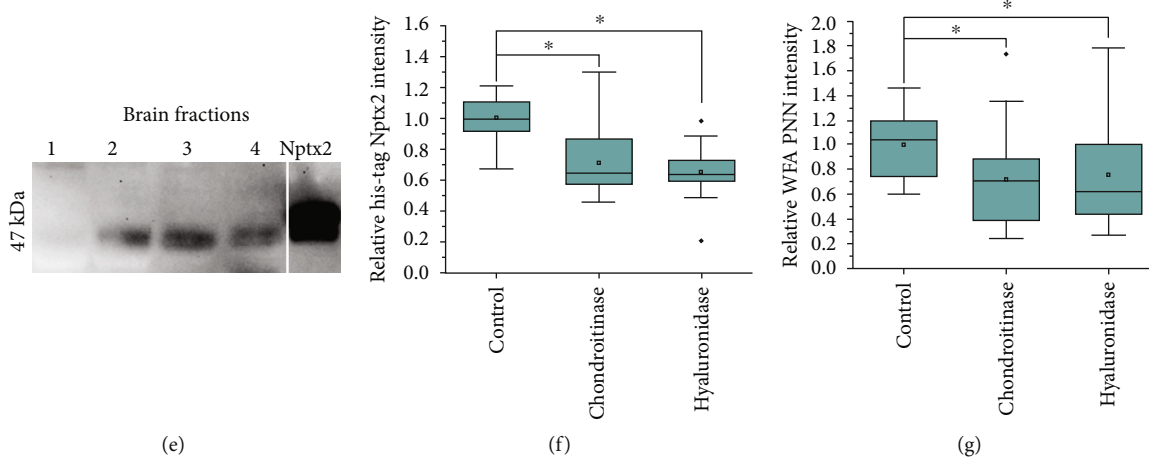 Brain fractions
1 2 3 4 Nptx2
47 kDa
(e)
Relative his-tag Nptx2 intensity
1.6
1.4
1.2
1.0
0.8
0.6
0.4
0.2
0.0
*
*
Control
Chondroitinase
Hyaluronidase
(f)
Relative WFA PNN intensity
2.0
1.8
1.6
1.4
1.2
1.0
0.8
0.6
0.4
0.2
0.0
*
*
Control
Chondroitinase
Hyaluronidase
(g)